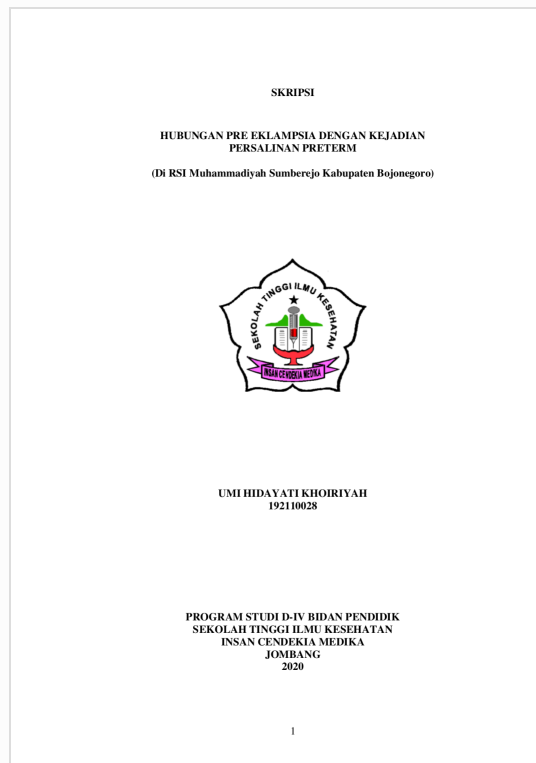 SKRIPSI
HUBUNGAN PRE EKLAMPSIA DENGAN KEJADIAN
PERSALINAN PRETERM
(Di RSI Muhammadiyah Sumberejo Kabupaten Bojonegoro)
SEKOLAH TINGGI ILMU KESEHATAN
INSAN CENDEKIA MEDIKA
UMI HIDAYATI KHOIRIYAH
192110028
PROGRAM STUDI D-IV BIDAN PENDIDIK
SEKOLAH TINGGI ILMU KESEHATAN
INSAN CENDEKIA MEDIKA
JOMBANG
2020
1